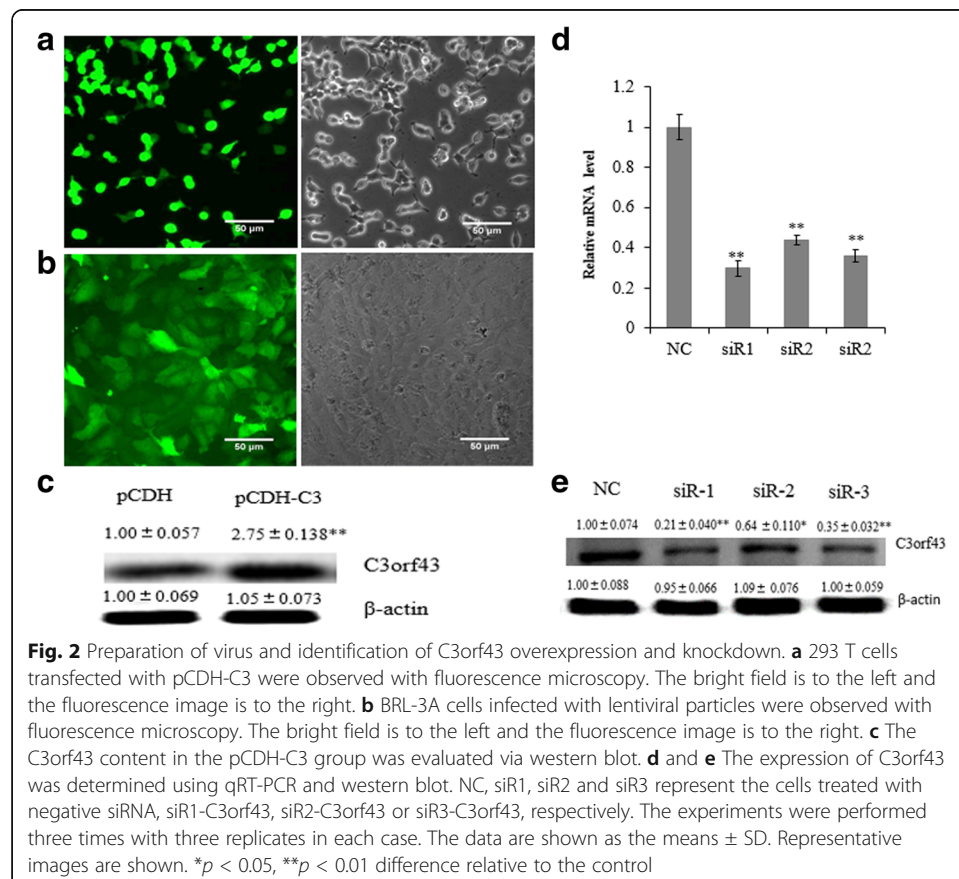 a
d
50 µm
50 µm
b
50 µm
50 µm
1.2
1
0.8
0.6
0.4
0.2
0
Relative mRNA level
**
**
**
NC siR1 siR2 siR2
c
pCDH pCDH-C3
1.00 ± 0.057 2.75 ± 0.138**
C3orf43
1.00 ± 0.069 1.05 ± 0.073
β-actin
e
NC siR-1 siR-2 siR-3
1.00 ± 0.074 0.21 ± 0.040** 0.64 ± 0.110* 0.35 ± 0.032**
C3orf43
1.00 ± 0.088 0.95 ± 0.066 1.09 ± 0.076 1.00 ± 0.059
β-actin
Fig. 2 Preparation of virus and identification of C3orf43 overexpression and knockdown. a 293 T cells
transfected with pCDH-C3 were observed with fluorescence microscopy. The bright field is to the left and
the fluorescence image is to the right. b BRL-3A cells infected with lentiviral particles were observed with
fluorescence microscopy. The bright field is to the left and the fluorescence image is to the right. c The
C3orf43 content in the pCDH-C3 group was evaluated via western blot. d and e The expression of C3orf43
was determined using qRT-PCR and western blot. NC, siR1, siR2 and siR3 represent the cells treated with
negative siRNA, siR1-C3orf43, siR2-C3orf43 or siR3-C3orf43, respectively. The experiments were performed
three times with three replicates in each case. The data are shown as the means ± SD. Representative
images are shown. *p < 0.05, **p < 0.01 difference relative to the control